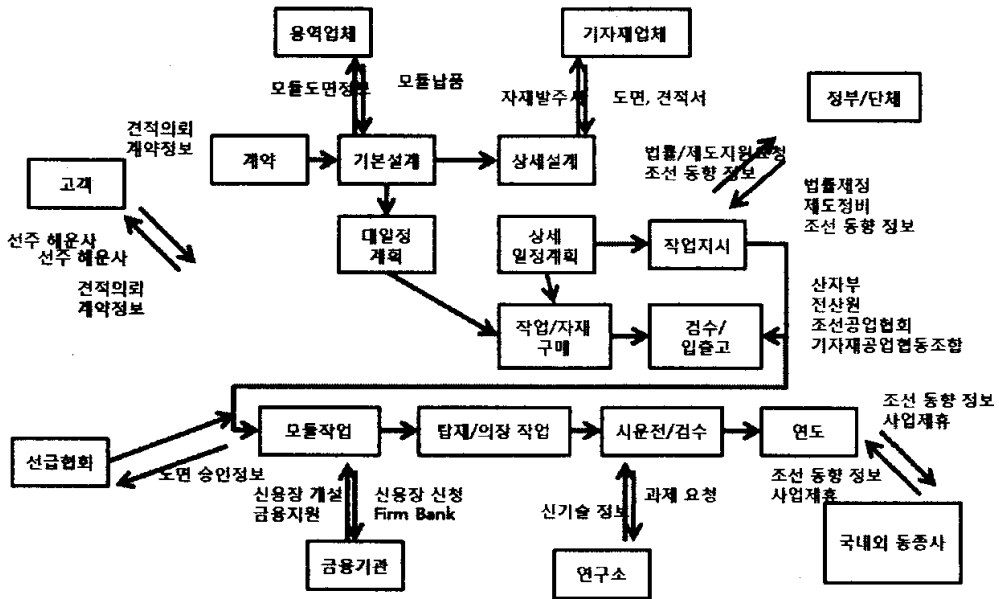 용역업체
기자재업체
모듈도면정보
모듈납품
자재발주서
도면, 견적서
정부/단체
견적의뢰
계약정보
계약
기본설계
상세설계
법률/제도지원요청
조선 동향 정보
고객
법률제정
제도정비
조선 동향 정보
선주 해운사
선주 해운사
대일정
계획
상세
일정계획
작업지시
견적의뢰
계약정보
산자부
전산원
조선공업협회
기자재공업협동조합
작업/자재
구매
검수/
입출고
모듈작업
탑재/의장 작업
시운전/검수
연도
조선 동향 정보
사업제휴
선급협회
도면 승인정보
신용장 개설
금융지원
신용장 신청
Firm Bank
신기술 정보
과제 요청
조선 동향 정보
사업제휴
금융기관
연구소
국내외 동종사